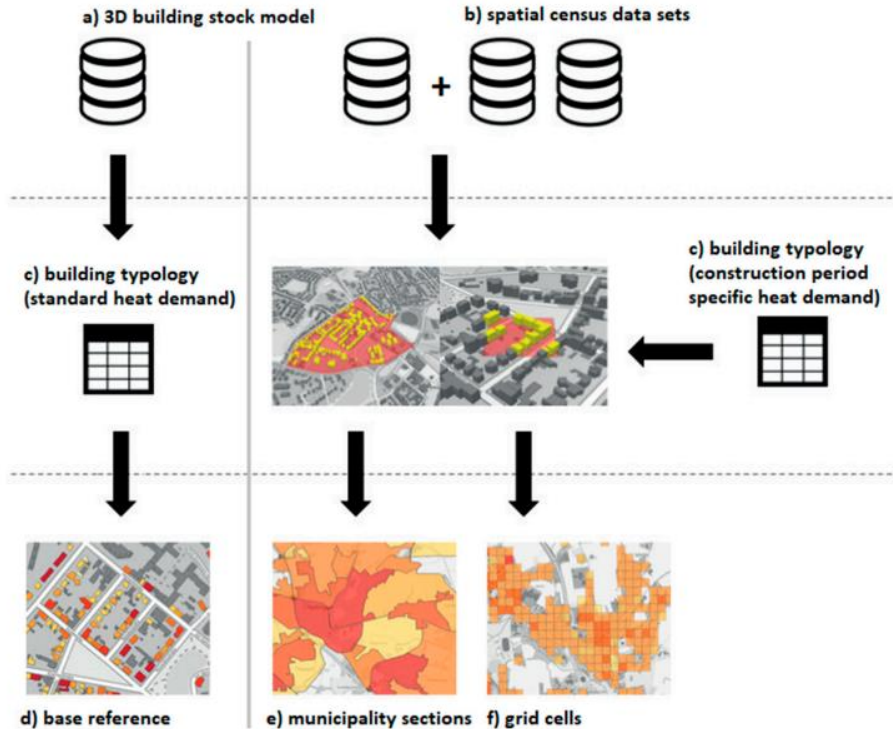 a) 3D building stock model
b) spatial census data sets
+
c) building typology
(standard heat demand)
c) building typology
(construction period
specific heat demand)
d) base reference
e) municipality sections
f) grid cells